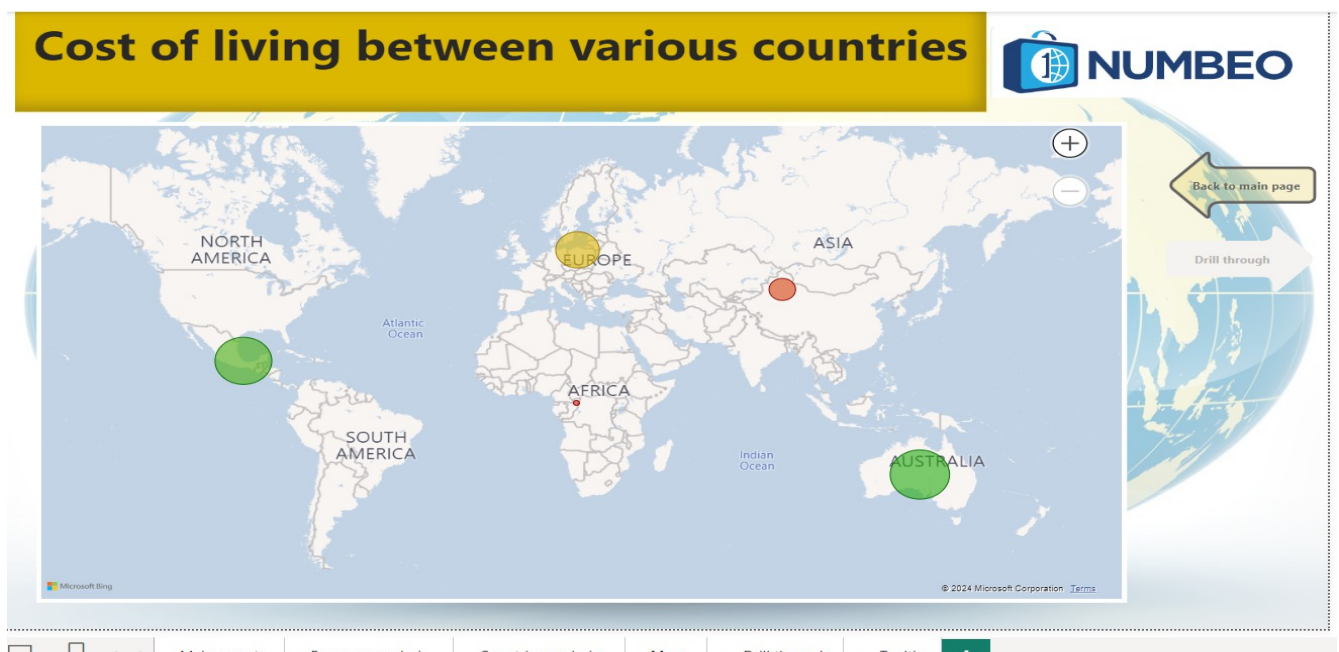 Cost of living between various countries
1 NUMBEO
Back to main page
NORTH
AMERICA
ASIA
EUROPE
Drill through
Atlantic
Ocean
AFRICA
SOUTH
AMERICA
Indian
Ocean
AUSTRALIA
Microsoft Bing
© 2024 Microsoft Corporation Terms